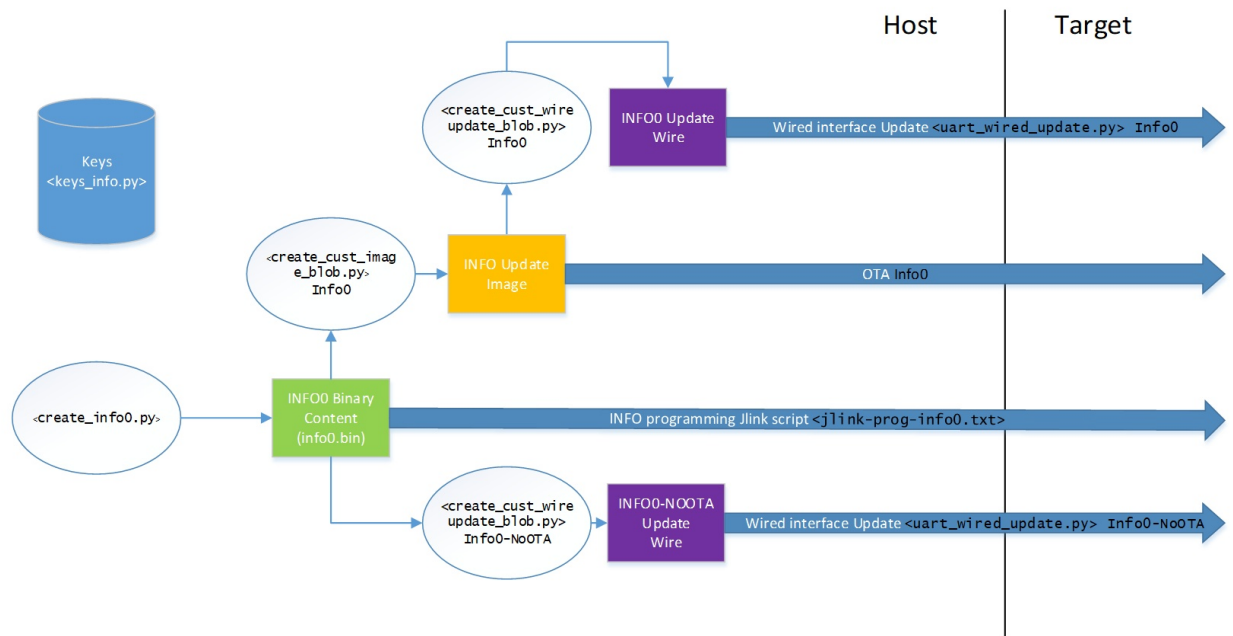 Host
Target
<create_cust_wire
update_blob.py>
Info0
INFO0 Update
Wire
Wired interface Update <uart_wired_update.py> Info0
Keys
<keys_info.py>
<create_cust_imag
e_blob.py>
Info0
INFO Update
Image
OTA Info0
<create_info0.py>
INFO0 Binary
Content
(info0.bin)
INFO programming Jlink script <jlink-prog-info0.txt>
<create_cust_wire
update_blob.py>
Info0-NoOTA
INFO0-NOOTA
Update
Wire
Wired interface Update <uart_wired_update.py> Info0-NoOTA